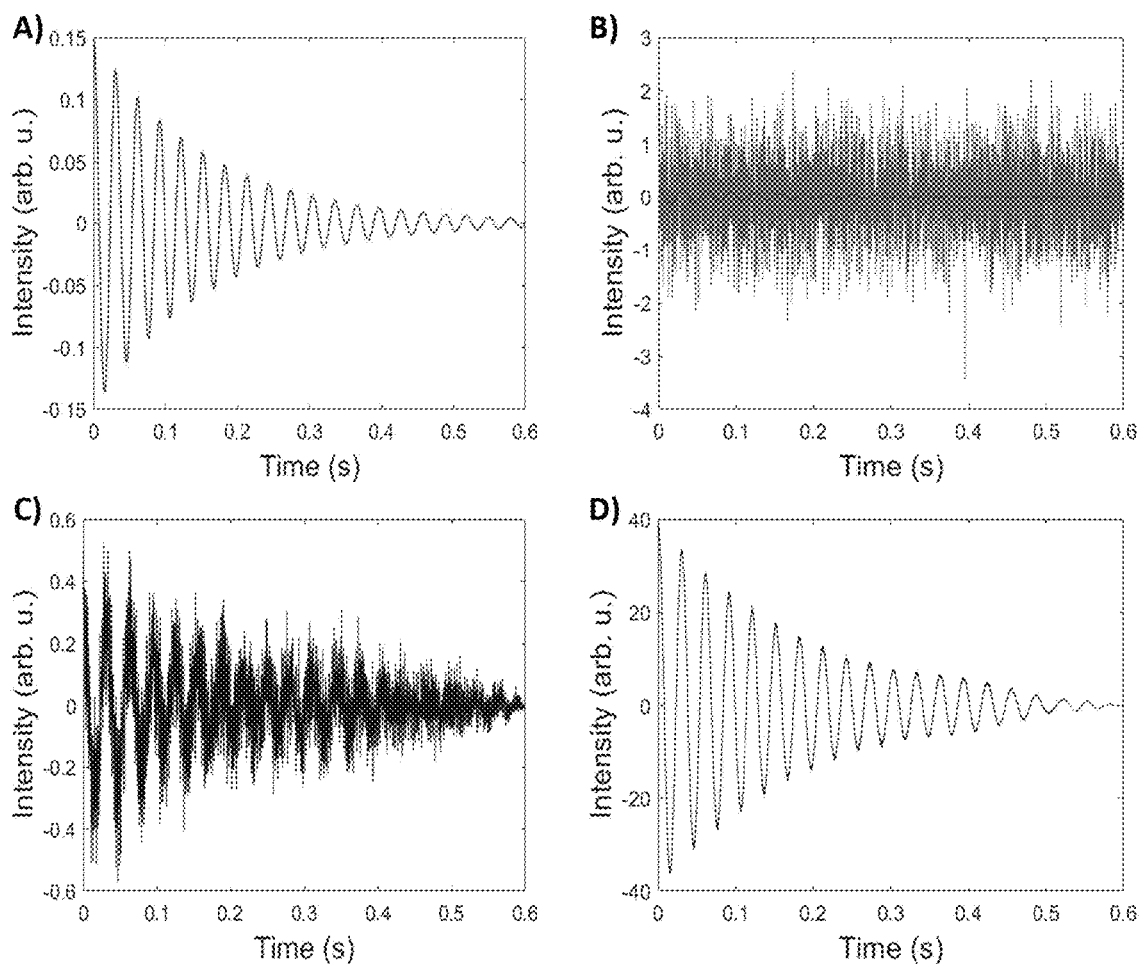 A)
Intensity (arb. u.)
0.15
0.1
0.05
0
-0.05
-0.1
-0.15
0 0.1 0.2 0.3 0.4 0.5 0.6
Time (s)
B)
Intensity (arb. u.)
3
2
1
0
-1
-2
-3
-4
0 0.1 0.2 0.3 0.4 0.5 0.6
Time (s)
C)
Intensity (arb. u.)
0.6
0.4
0.2
0
-0.2
-0.4
-0.6
0 0.1 0.2 0.3 0.4 0.5 0.6
Time (s)
D)
Intensity (arb. u.)
40
20
0
-20
-40
0 0.1 0.2 0.3 0.4 0.5 0.6
Time (s)